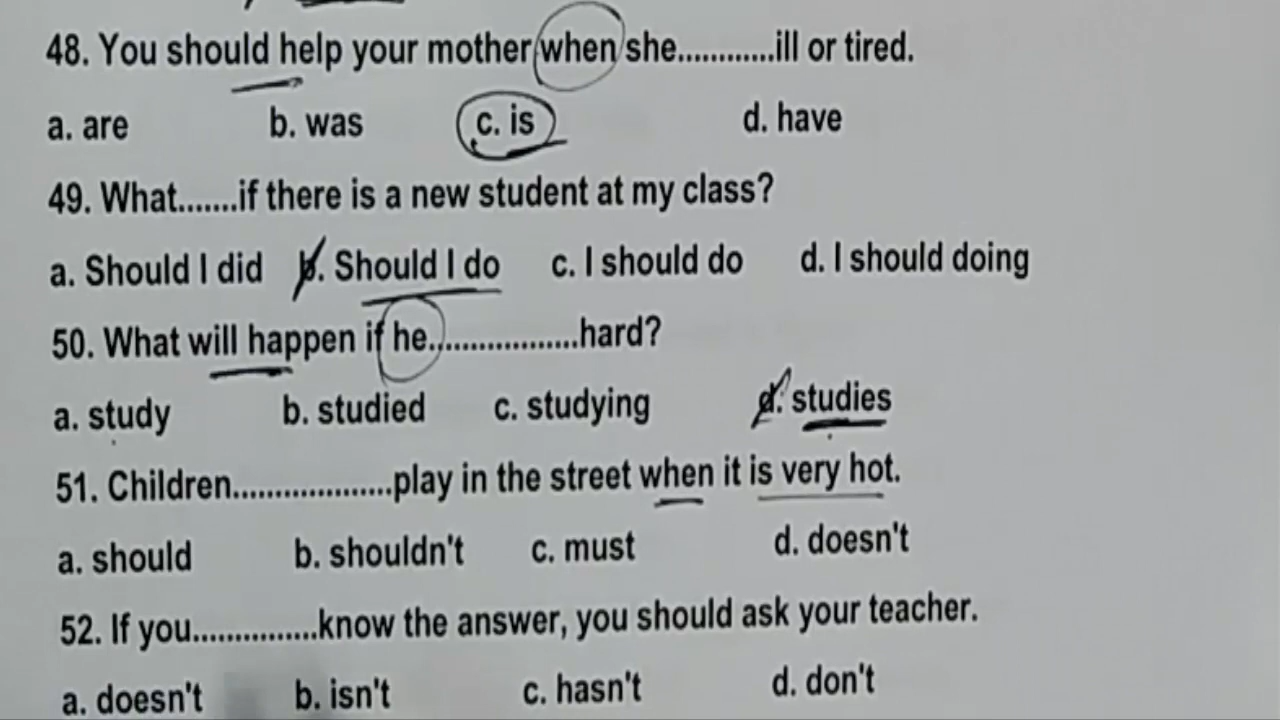 48. You should help your mother when she............ill or tired.
a. are b. was c. is d. have
49. What.......if there is a new student at my class?
a. Should I did b. Should I do c. I should do d. I should doing
50. What will happen if he..................hard?
a. study b. studied c. studying d. studies
51. Children...................play in the street when it is very hot.
a. should b. shouldn't c. must d. doesn't
52. If you...............know the answer, you should ask your teacher.
a. doesn't b. isn't c. hasn't d. don't